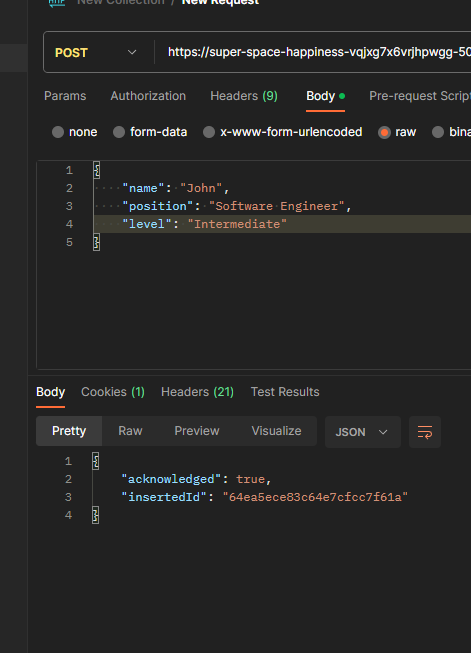 New Collection / New Request
POST https://super-space-happiness-vqjxg7x6vrjhpwgg-50
Params Authorization Headers (9) Body Pre-request Script
none form-data x-www-form-urlencoded raw bina
1 {
2 "name": "John",
3 "position": "Software Engineer",
4 "level": "Intermediate"
5 }
Body Cookies (1) Headers (21) Test Results
Pretty Raw Preview Visualize JSON
1 {
2 "acknowledged": true,
3 "insertedId": "64ea5ece83c64e7cfcc7f61a"
4 }